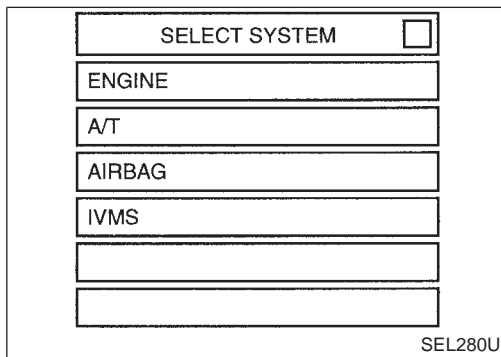 SELECT SYSTEM
ENGINE
A/T
AIRBAG
IVMS
SEL280U